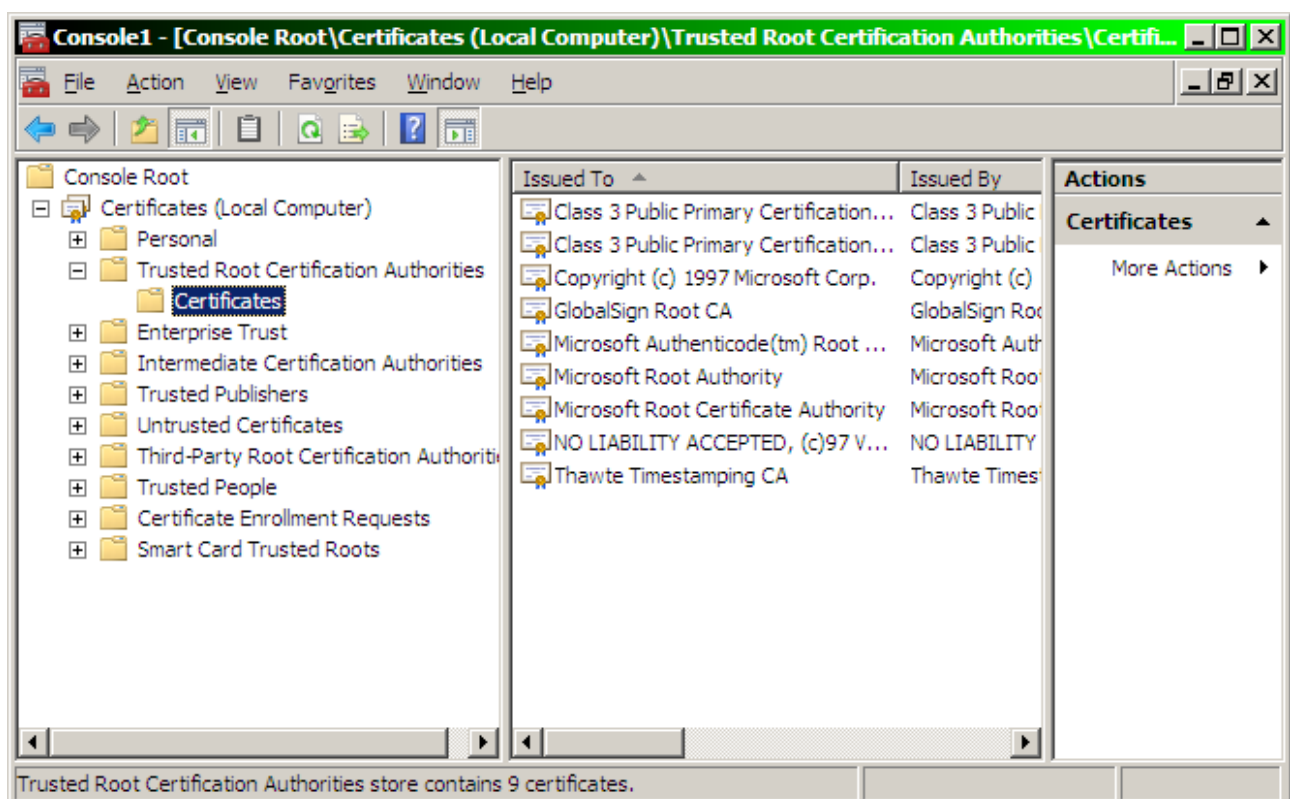 Console1 - [Console Root\Certificates (Local Computer)\Trusted Root Certification Authorities\Certifi...
File Action View Favorites Window Help
Console Root
Certificates (Local Computer)
Personal
Trusted Root Certification Authorities
Certificates
Enterprise Trust
Intermediate Certification Authorities
Trusted Publishers
Untrusted Certificates
Third-Party Root Certification Authoriti
Trusted People
Certificate Enrollment Requests
Smart Card Trusted Roots
Issued To Issued By
Class 3 Public Primary Certification... Class 3 Public
Class 3 Public Primary Certification... Class 3 Public
Copyright (c) 1997 Microsoft Corp. Copyright (c)
GlobalSign Root CA GlobalSign Roo
Microsoft Authenticode(tm) Root ... Microsoft Auth
Microsoft Root Authority Microsoft Roo
Microsoft Root Certificate Authority Microsoft Roo
NO LIABILITY ACCEPTED, (c)97 V... NO LIABILITY
Thawte Timestamping CA Thawte Times
Actions
Certificates
More Actions
Trusted Root Certification Authorities store contains 9 certificates.